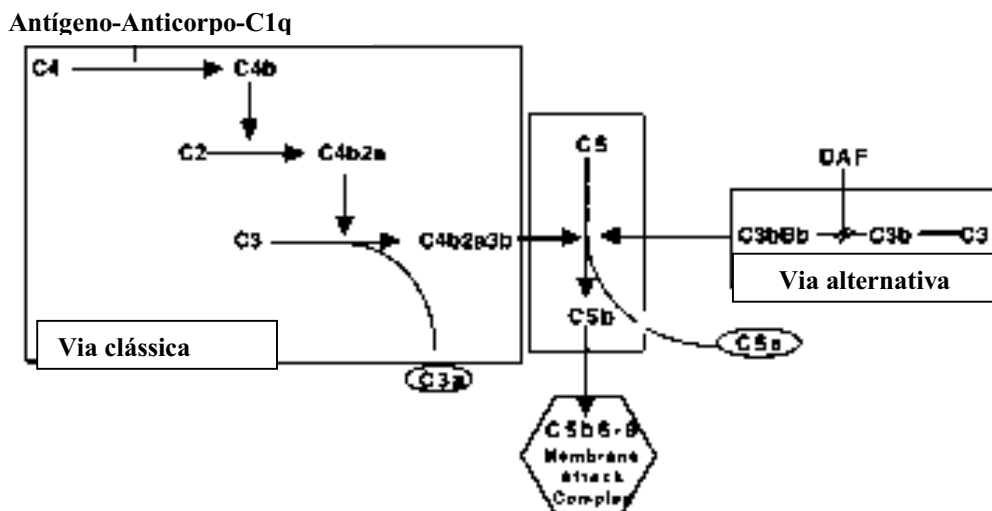 Antígeno-Anticorpo-C1q
C4
C4b
C2
C4b2a
C3
C4b2a3b
C3a
Via clássica
C5
C5b
C5a
DAF
C3bBb
C3b
C3
Via alternativa
C5b6-9
Membrane
Attack
Complex